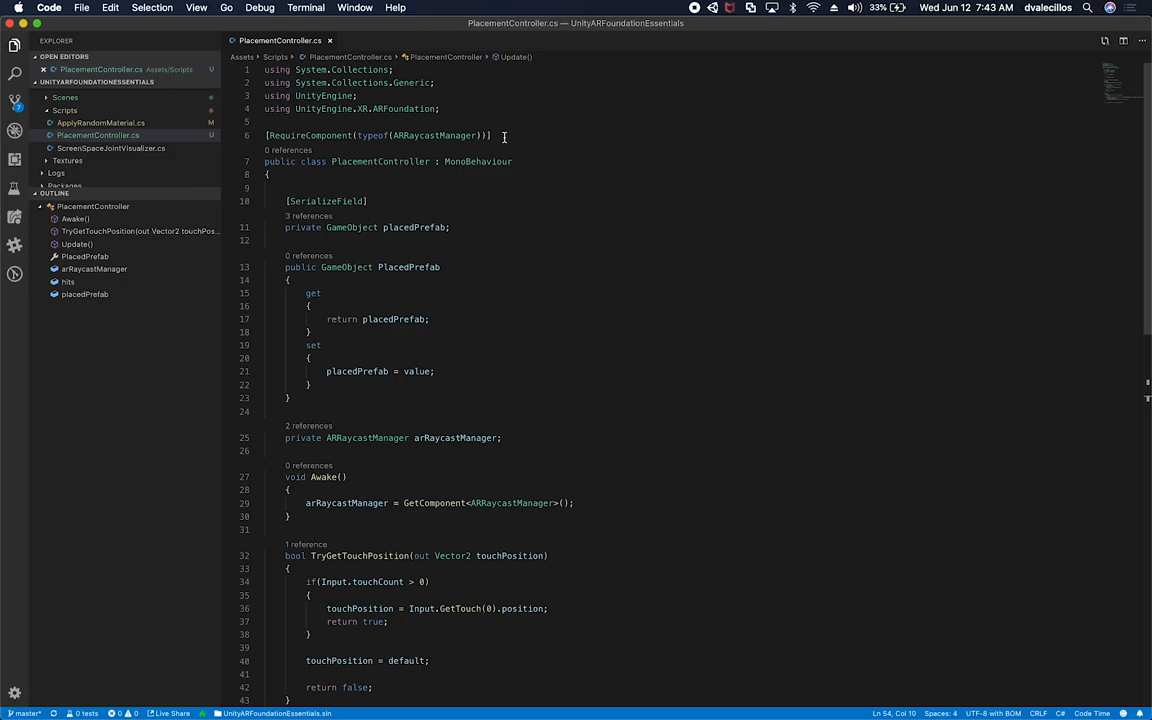 Code File Edit Selection View Go Debug Terminal Window Help 33% Wed Jun 12 7:43 AM dvalecillos
PlacementController.cs — UnityARFoundationEssentials
EXPLORER
OPEN EDITORS
PlacementController.cs Assets/Scripts U
UNITYARFOUNDATIONESSENTIALS
Scenes
Scripts
ApplyRandomMaterial.cs M
PlacementController.cs U
ScreenSpaceJointVisualizer.cs
Textures
Logs
Packages
OUTLINE
PlacementController
Awake()
TryGetTouchPosition(out Vector2 touchPos...
Update()
PlacedPrefab
arRaycastManager
hits
placedPrefab
7
PlacementController.cs
Assets › Scripts › PlacementController.cs › PlacementController › Update()
1 using System.Collections;
2 using System.Collections.Generic;
3 using UnityEngine;
4 using UnityEngine.XR.ARFoundation;
5
6 [RequireComponent(typeof(ARRaycastManager))]
0 references
7 public class PlacementController : MonoBehaviour
8 {
9
10 [SerializeField]
3 references
11 private GameObject placedPrefab;
12
0 references
13 public GameObject PlacedPrefab
14 {
15 get
16 {
17 return placedPrefab;
18 }
19 set
20 {
21 placedPrefab = value;
22 }
23 }
24
2 references
25 private ARRaycastManager arRaycastManager;
26
0 references
27 void Awake()
28 {
29 arRaycastManager = GetComponent<ARRaycastManager>();
30 }
31
1 reference
32 bool TryGetTouchPosition(out Vector2 touchPosition)
33 {
34 if(Input.touchCount > 0)
35 {
36 touchPosition = Input.GetTouch(0).position;
37 return true;
38 }
39
40 touchPosition = default;
41
42 return false;
43 }
master* 0 tests 0 0 Live Share UnityARFoundationEssentials.sln Ln 54, Col 10 Spaces: 4 UTF-8 with BOM CRLF C# Code Time